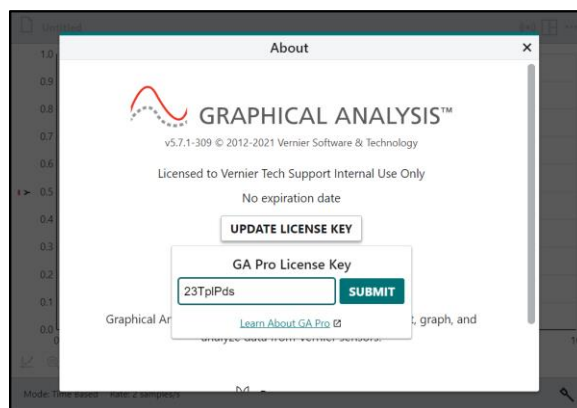 Untitled
About
1.0
0.9
GRAPHICAL ANALYSIS™
0.8
v5.7.1-309 © 2012-2021 Vernier Software & Technology
0.7
0.6
Licensed to Vernier Tech Support Internal Use Only
0.5
No expiration date
0.4
UPDATE LICENSE KEY
0.3
GA Pro License Key
0.2
23TplPds
SUBMIT
0.1
Learn About GA Pro
Graphical
graph, and
0.0
analyze data from Vernier sensors.
Mode: Time Based Rate: 2 samples/s